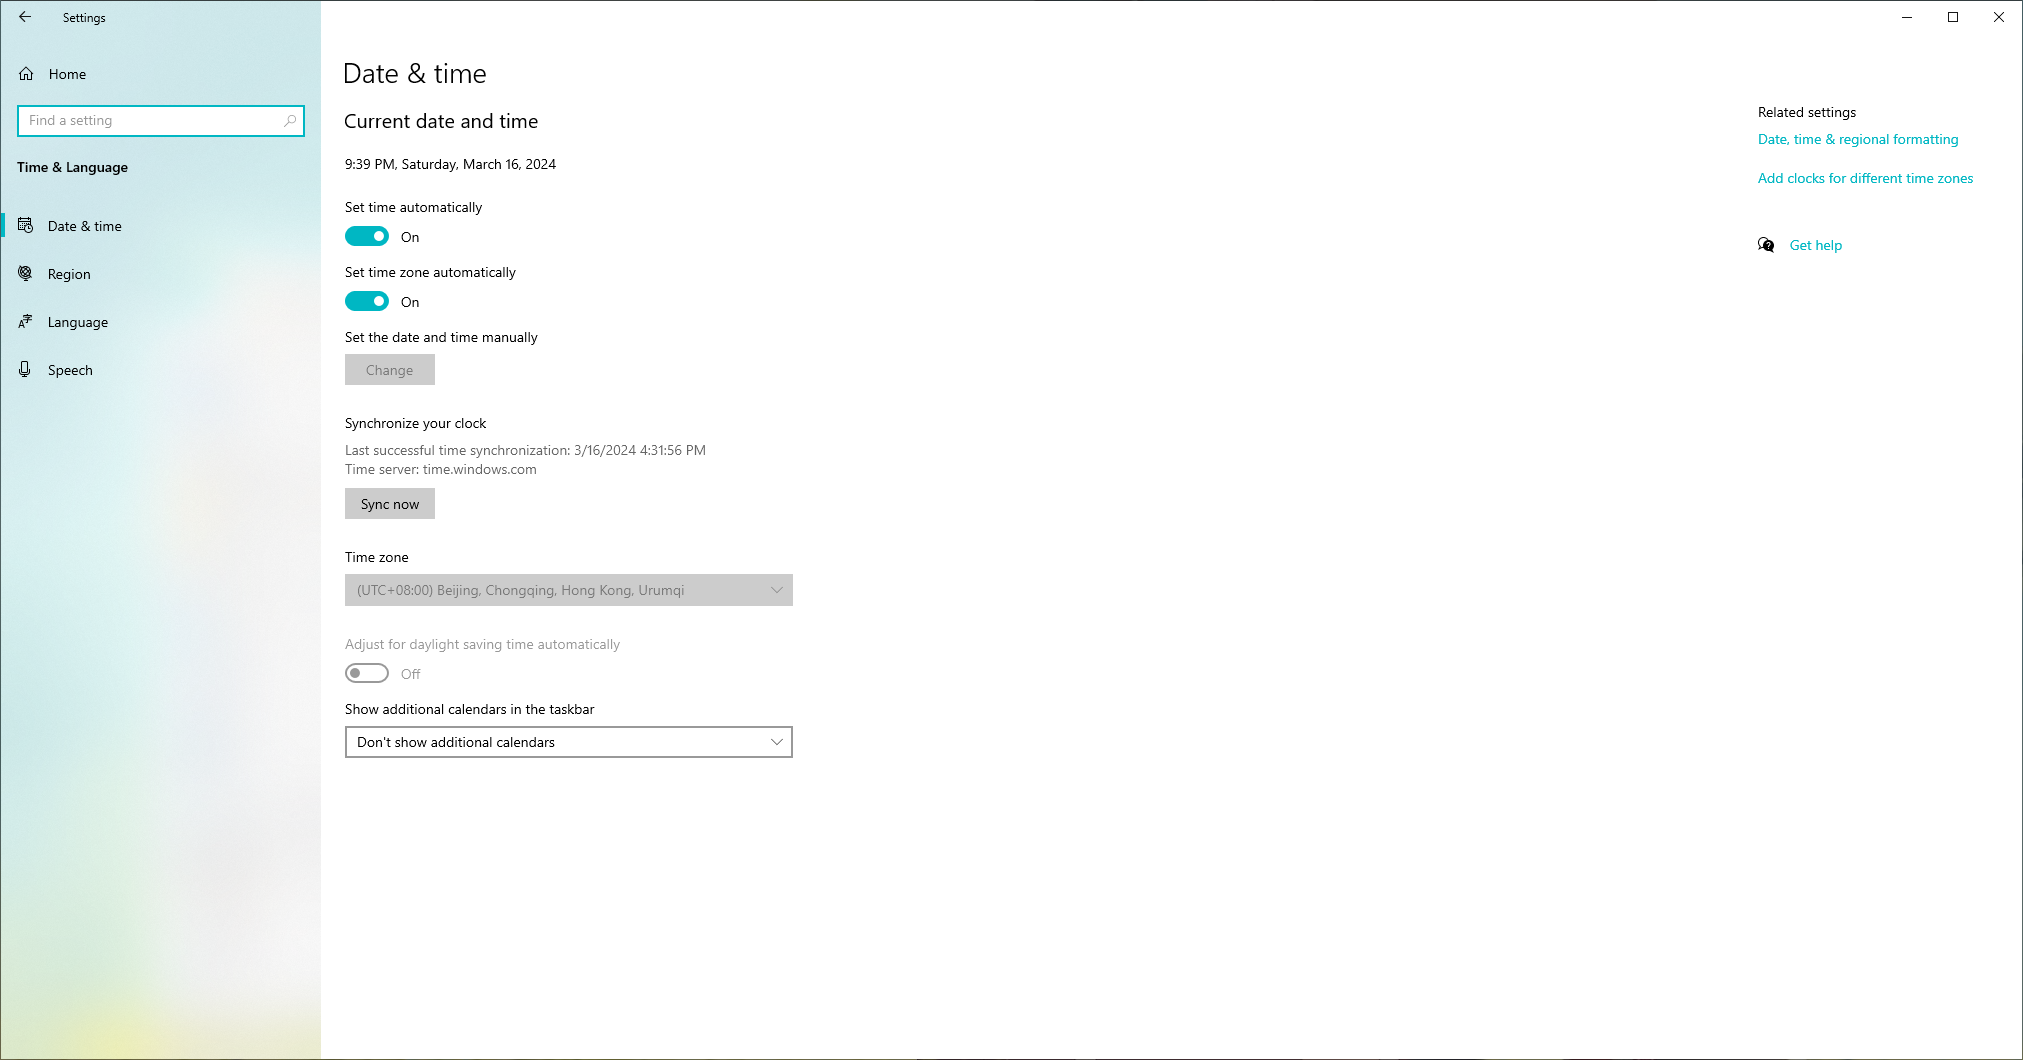 Settings
Home
Find a setting
Time & Language
Date & time
Region
Language
Speech
Date & time
Current date and time
9:39 PM, Saturday, March 16, 2024
Set time automatically
On
Set time zone automatically
On
Set the date and time manually
Change
Synchronize your clock
Last successful time synchronization: 3/16/2024 4:31:56 PM
Time server: time.windows.com
Sync now
Time zone
(UTC+08:00) Beijing, Chongqing, Hong Kong, Urumqi
Adjust for daylight saving time automatically
Off
Show additional calendars in the taskbar
Don't show additional calendars
Related settings
Date, time & regional formatting
Add clocks for different time zones
Get help